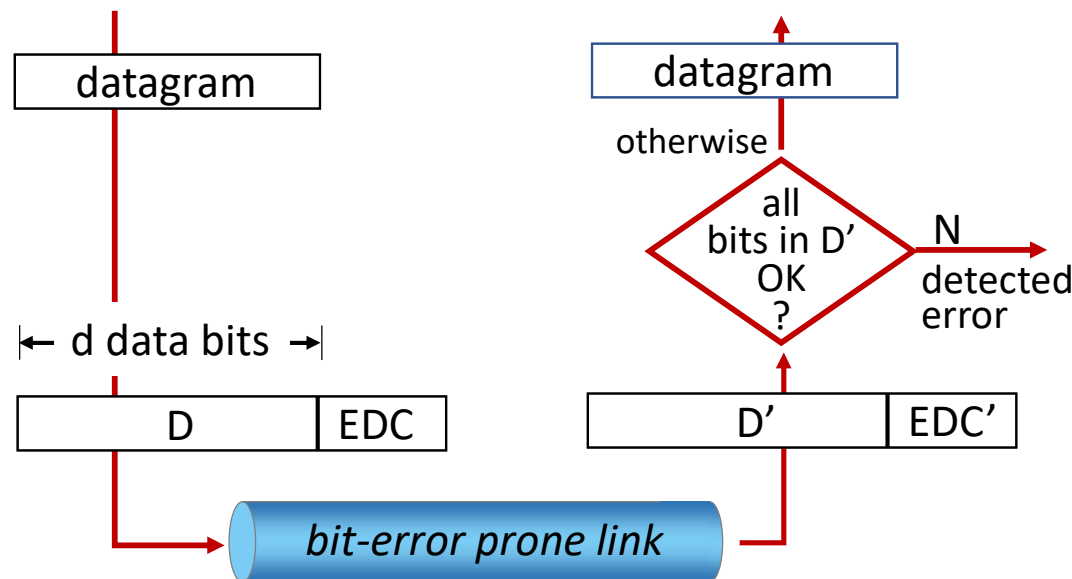 datagram
d data bits
D
EDC
bit-error prone link
datagram
otherwise
all
bits in D’
OK
?
N
detected
error
D’
EDC’